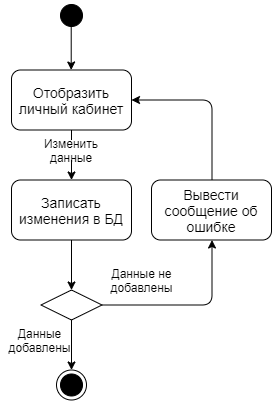 Отобразить
личный кабинет
Изменить
данные
Записать
изменения в БД
Вывести
сообщение об
ошибке
Данные не
добавлены
Данные
добавлены